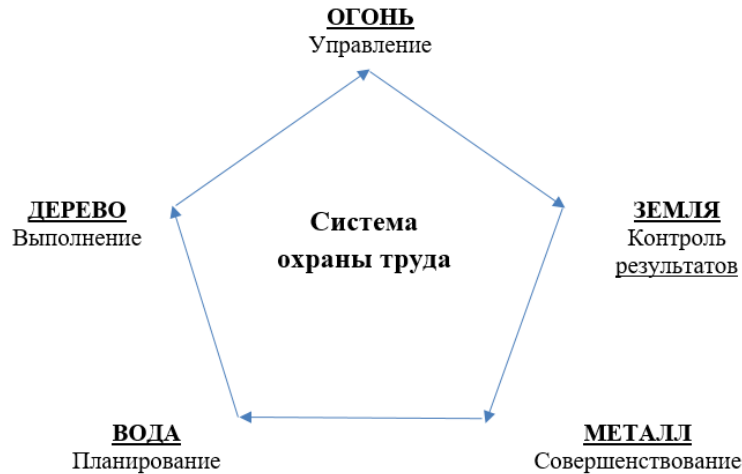 ОГОНЬ
Управление
ДЕРЕВО
Выполнение
Система
охраны труда
ЗЕМЛЯ
Контроль
результатов
ВОДА
Планирование
МЕТАЛЛ
Совершенствование